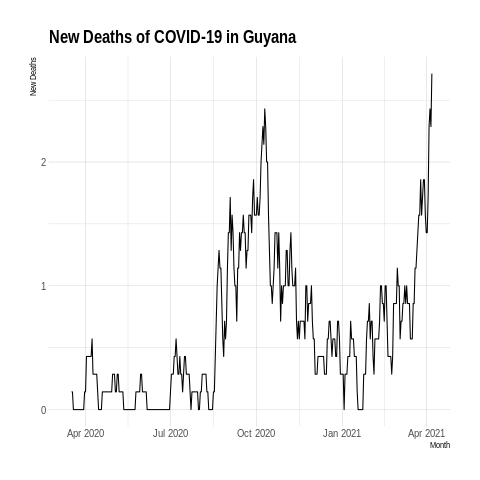 New Deaths of COVID-19 in Guyana
New Deaths
2
1
0
Apr 2020 Jul 2020 Oct 2020 Jan 2021 Apr 2021
Month